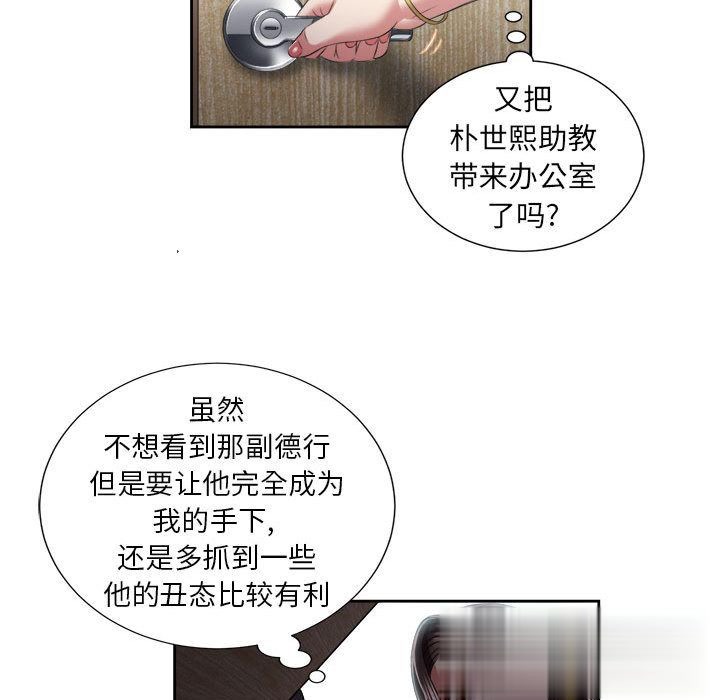 又把
朴世熙助教
带来办公室
了吗?
虽然
不想看到那副德行
但是要让他完全成为
我的手下,
还是多抓到一些
他的丑态比较有利